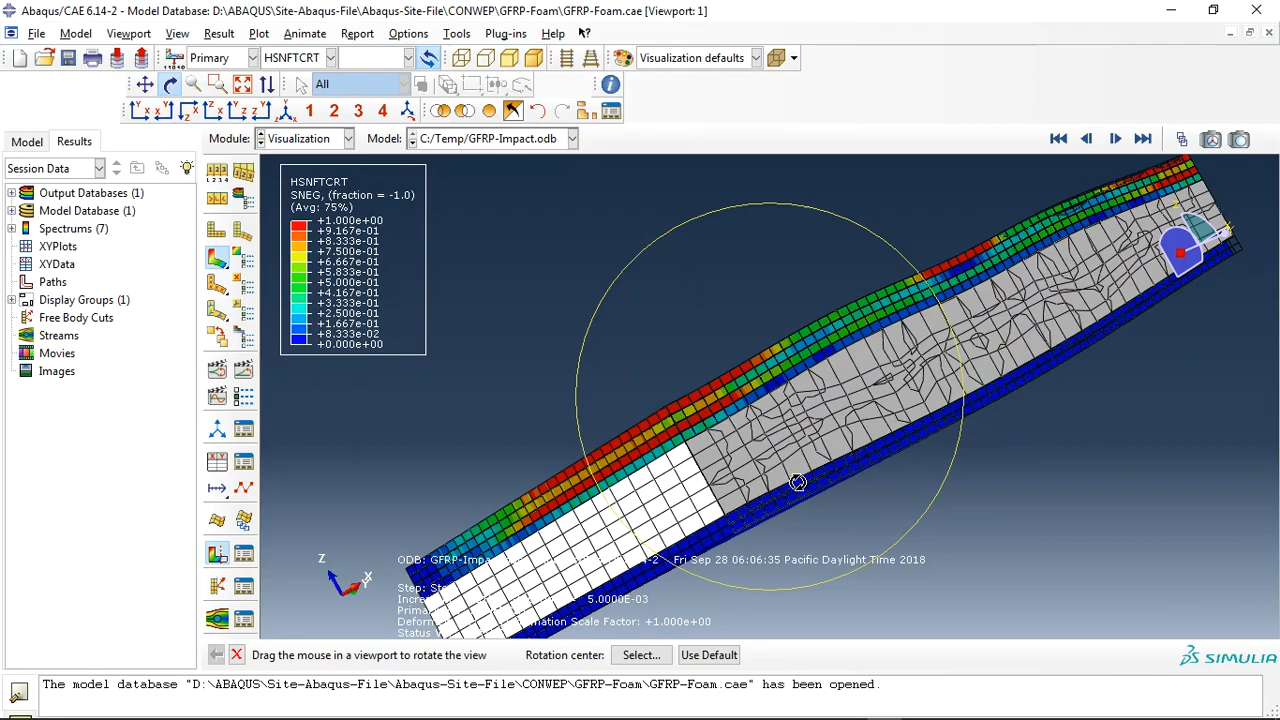 Abaqus/CAE 6.14-2 - Model Database: D:\ABAQUS\Site-Abaqus-File\Abaqus-Site-File\CONWEP\GFRP-Foam\GFRP-Foam.cae [Viewport: 1]
File Model Viewport View Result Plot Animate Report Options Tools Plug-ins Help
Primary HSNFTCRT Visualization defaults
All
1 2 3 4
Model Results Module: Visualization Model: C:/Temp/GFRP-Impact.odb
Session Data
Output Databases (1)
Model Database (1)
Spectrums (7)
XYPlots
XYData
Paths
Display Groups (1)
Free Body Cuts
Streams
Movies
Images
HSNFTCRT
SNEG, (fraction = -1.0)
(Avg: 75%)
+1.000e+00
+9.167e-01
+8.333e-01
+7.500e-01
+6.667e-01
+5.833e-01
+5.000e-01
+4.167e-01
+3.333e-01
+2.500e-01
+1.667e-01
+8.333e-02
+0.000e+00
Z
X
Y
ODB: GFRP-Impa 4-2 Fri Sep 28 06:06:35 Pacific Daylight Time 2018
Step: St
Incre 5.0000E-03
Prima
Deform mation Scale Factor: +1.000e+00
Status
Drag the mouse in a viewport to rotate the view Rotation center: Select... Use Default
SIMULIA
The model database "D:\ABAQUS\Site-Abaqus-File\Abaqus-Site-File\CONWEP\GFRP-Foam\GFRP-Foam.cae" has been opened.